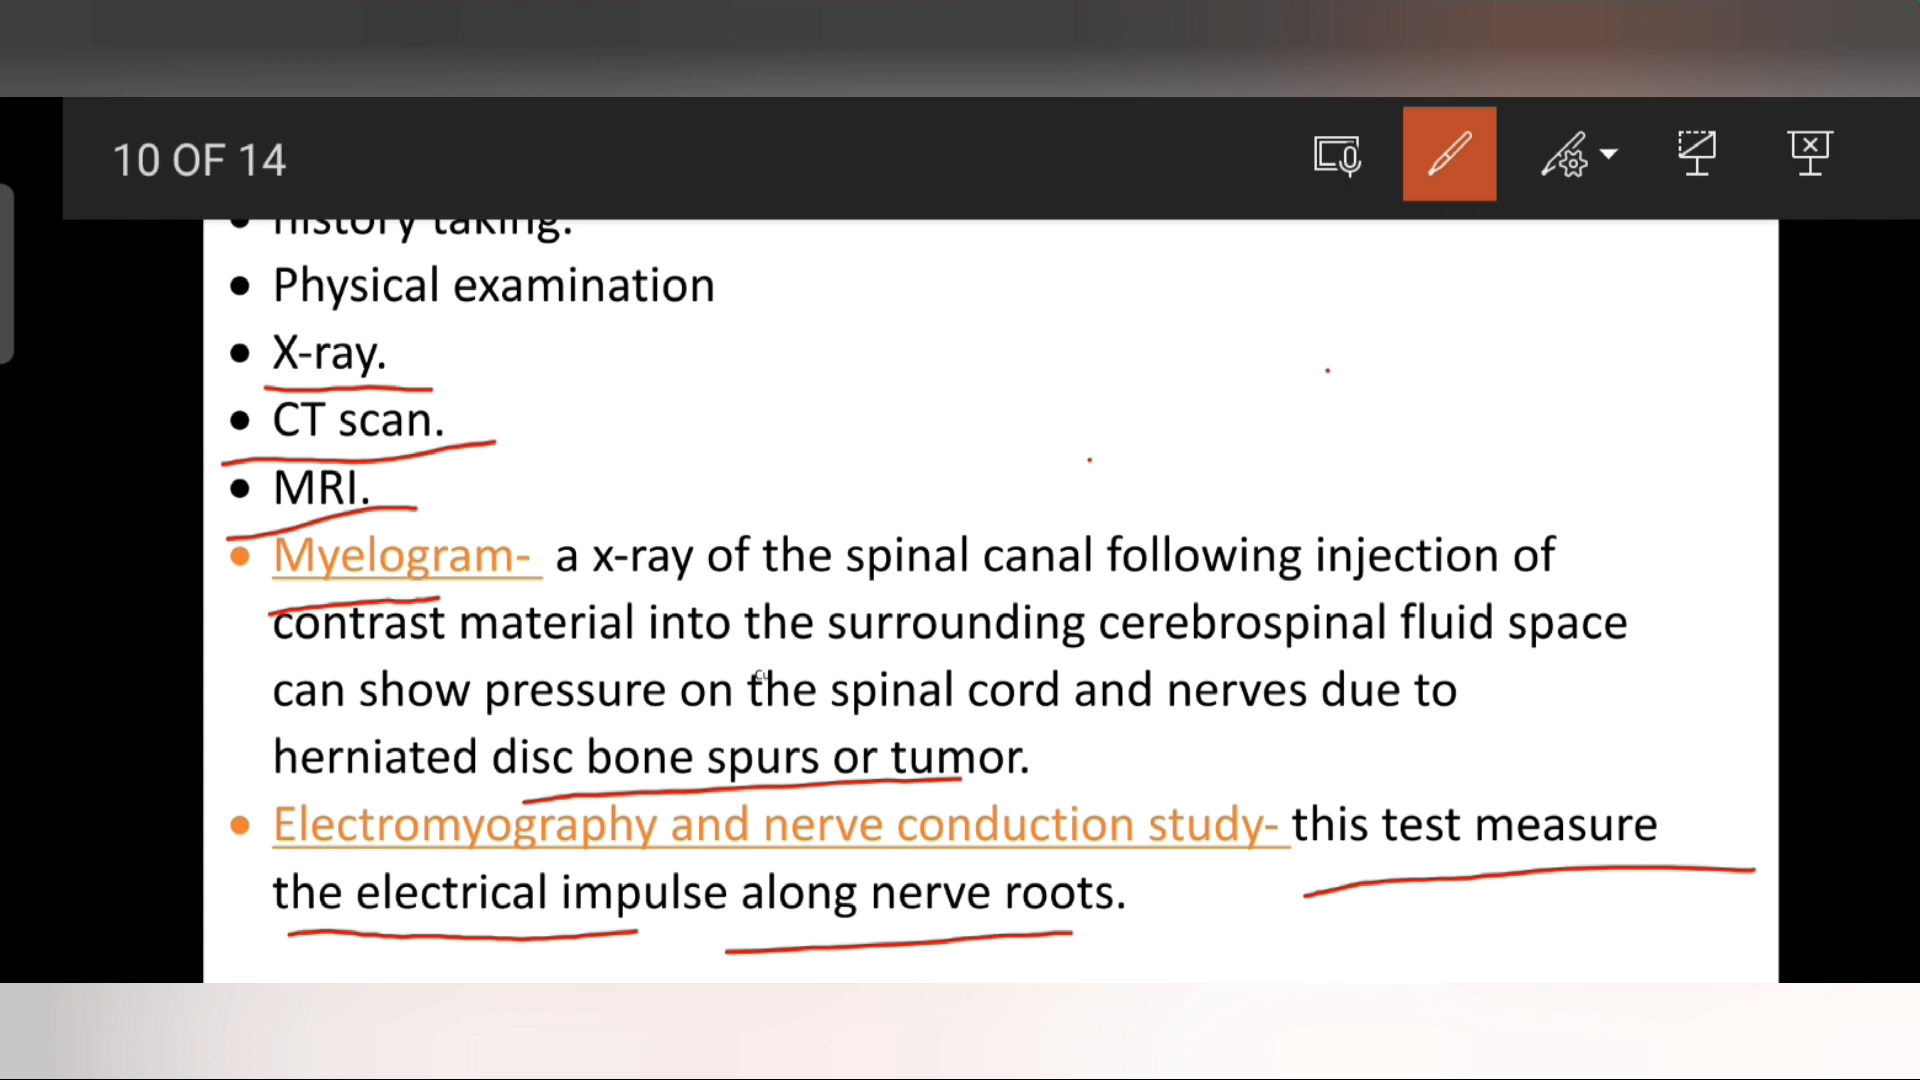 10 OF 14
• History taking.
• Physical examination
• X-ray.
• CT scan.
• MRI.
• Myelogram- a x-ray of the spinal canal following injection of
contrast material into the surrounding cerebrospinal fluid space
can show pressure on the spinal cord and nerves due to
herniated disc bone spurs or tumor.
• Electromyography and nerve conduction study- this test measure
the electrical impulse along nerve roots.